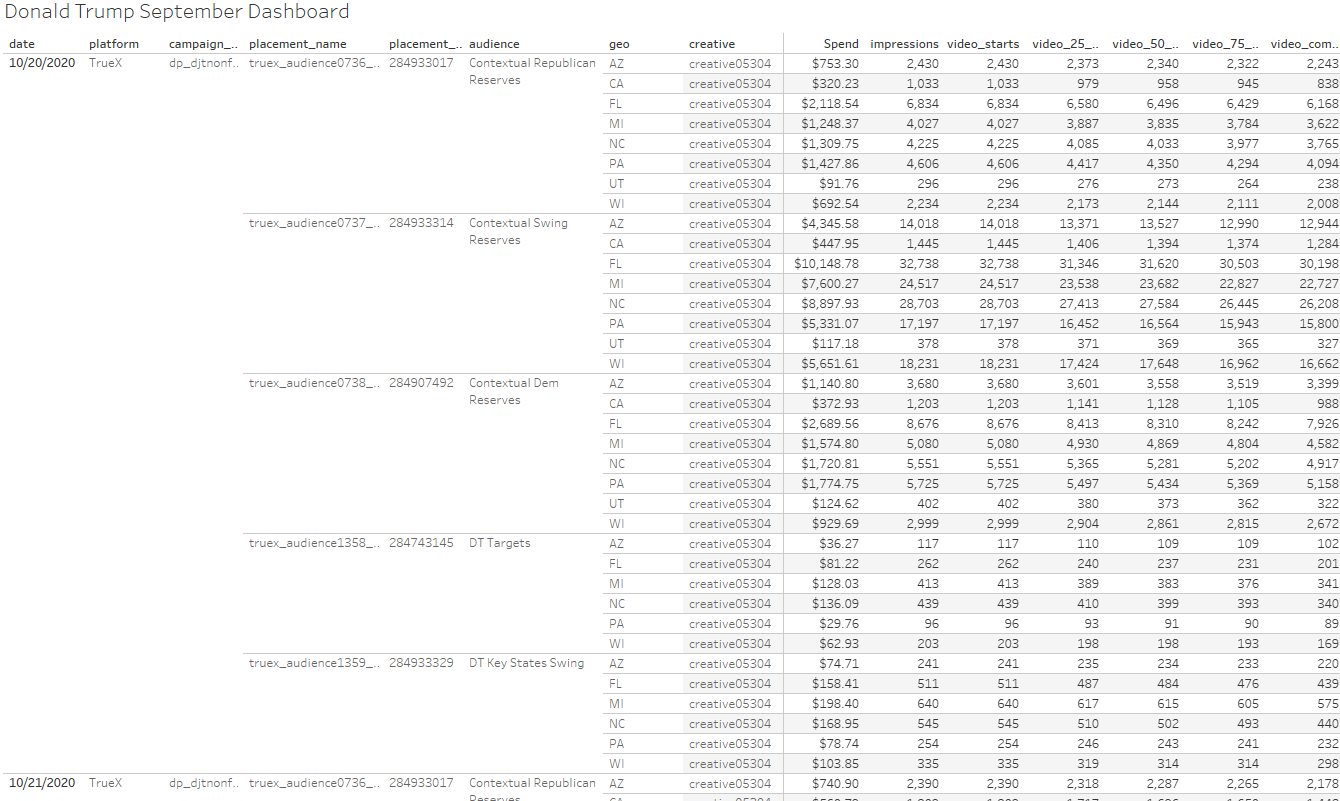 Donald Trump September Dashboard
date platform campaign_.. placement_name placement_.. audience geo creative Spend impressions video_starts video_25_.. video_50_.. video_75_.. video_com..
10/20/2020 TrueX dp_djtnonf.. truex_audience0736_.. 284933017 Contextual Republican AZ creative05304 $753.30 2,430 2,430 2,373 2,340 2,322 2,243
Reserves CA creative05304 $320.23 1,033 1,033 979 958 945 838
FL creative05304 $2,118.54 6,834 6,834 6,580 6,496 6,429 6,168
MI creative05304 $1,248.37 4,027 4,027 3,887 3,835 3,784 3,622
NC creative05304 $1,309.75 4,225 4,225 4,085 4,033 3,977 3,765
PA creative05304 $1,427.86 4,606 4,606 4,417 4,350 4,294 4,094
UT creative05304 $91.76 296 296 276 273 264 238
WI creative05304 $692.54 2,234 2,234 2,173 2,144 2,111 2,008
truex_audience0737_.. 284933314 Contextual Swing AZ creative05304 $4,345.58 14,018 14,018 13,371 13,527 12,990 12,944
Reserves CA creative05304 $447.95 1,445 1,445 1,406 1,394 1,374 1,284
FL creative05304 $10,148.78 32,738 32,738 31,346 31,620 30,503 30,198
MI creative05304 $7,600.27 24,517 24,517 23,538 23,682 22,827 22,727
NC creative05304 $8,897.93 28,703 28,703 27,413 27,584 26,445 26,208
PA creative05304 $5,331.07 17,197 17,197 16,452 16,564 15,943 15,800
UT creative05304 $117.18 378 378 371 369 365 327
WI creative05304 $5,651.61 18,231 18,231 17,424 17,648 16,962 16,662
truex_audience0738_.. 284907492 Contextual Dem AZ creative05304 $1,140.80 3,680 3,680 3,601 3,558 3,519 3,399
Reserves CA creative05304 $372.93 1,203 1,203 1,141 1,128 1,105 988
FL creative05304 $2,689.56 8,676 8,676 8,413 8,310 8,242 7,926
MI creative05304 $1,574.80 5,080 5,080 4,930 4,869 4,804 4,582
NC creative05304 $1,720.81 5,551 5,551 5,365 5,281 5,202 4,917
PA creative05304 $1,774.75 5,725 5,725 5,497 5,434 5,369 5,158
UT creative05304 $124.62 402 402 380 373 362 322
WI creative05304 $929.69 2,999 2,999 2,904 2,861 2,815 2,672
truex_audience1358_.. 284743145 DT Targets AZ creative05304 $36.27 117 117 110 109 109 102
FL creative05304 $81.22 262 262 240 237 231 201
MI creative05304 $128.03 413 413 389 383 376 341
NC creative05304 $136.09 439 439 410 399 393 340
PA creative05304 $29.76 96 96 93 91 90 89
WI creative05304 $62.93 203 203 198 198 193 169
truex_audience1359_.. 284933329 DT Key States Swing AZ creative05304 $74.71 241 241 235 234 233 220
FL creative05304 $158.41 511 511 487 484 476 439
MI creative05304 $198.40 640 640 617 615 605 575
NC creative05304 $168.95 545 545 510 502 493 440
PA creative05304 $78.74 254 254 246 243 241 232
WI creative05304 $103.85 335 335 319 314 314 298
10/21/2020 TrueX dp_djtnonf.. truex_audience0736_.. 284933017 Contextual Republican AZ creative05304 $740.90 2,390 2,390 2,318 2,287 2,265 2,178
Reserves CA creative05304